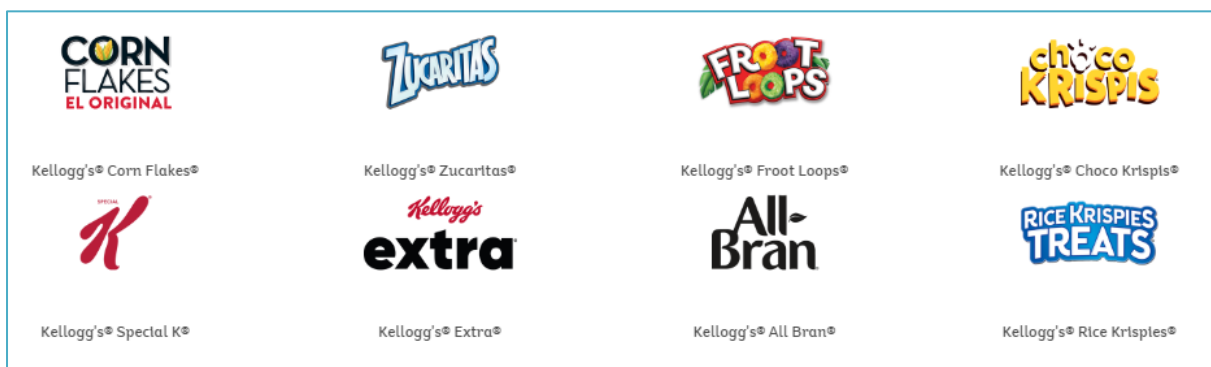 CORN
FLAKES
EL ORIGINAL
ZUCARITAS
FROOT
LOOPS
choco
KRISPIS
Kellogg's® Corn Flakes®
Kellogg's® Zucaritas®
Kellogg's® Froot Loops®
Kellogg's® Choco Krispis®
SPECIAL
K
Kellogg's
extra
All-
Bran
RICE KRISPIES
TREATS
Kellogg's® Special K®
Kellogg's® Extra®
Kellogg's® All Bran®
Kellogg's® Rice Krispies®